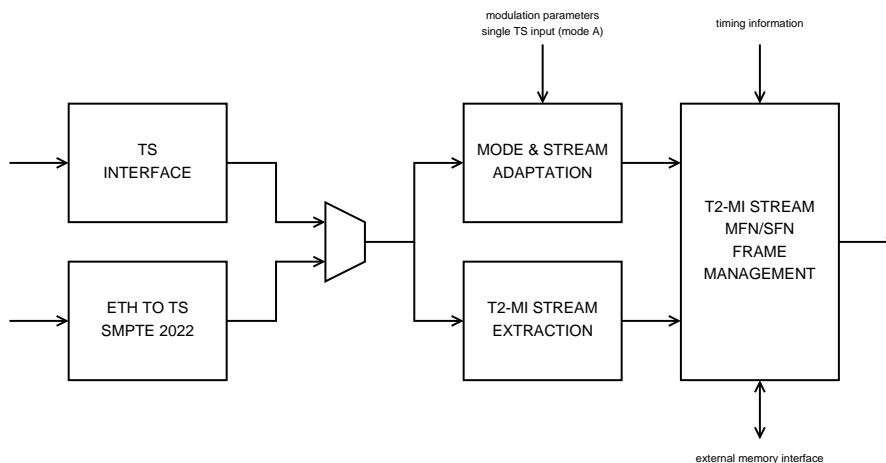 modulation parameters
single TS input (mode A)
timing information
TS
INTERFACE
MODE & STREAM
ADAPTATION
T2-MI STREAM
MFN/SFN
FRAME
MANAGEMENT
ETH TO TS
SMPTE 2022
T2-MI STREAM
EXTRACTION
external memory interface